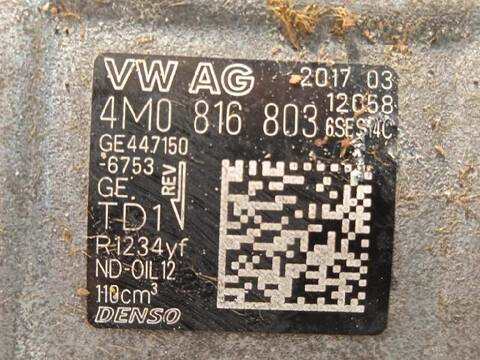 VW AG 2017 03
12058
4M0 816 803 6SES14C
GE447150
-6753
GE
REV
TD1
R1234yf
ND-OIL12
110cm³
DENSO